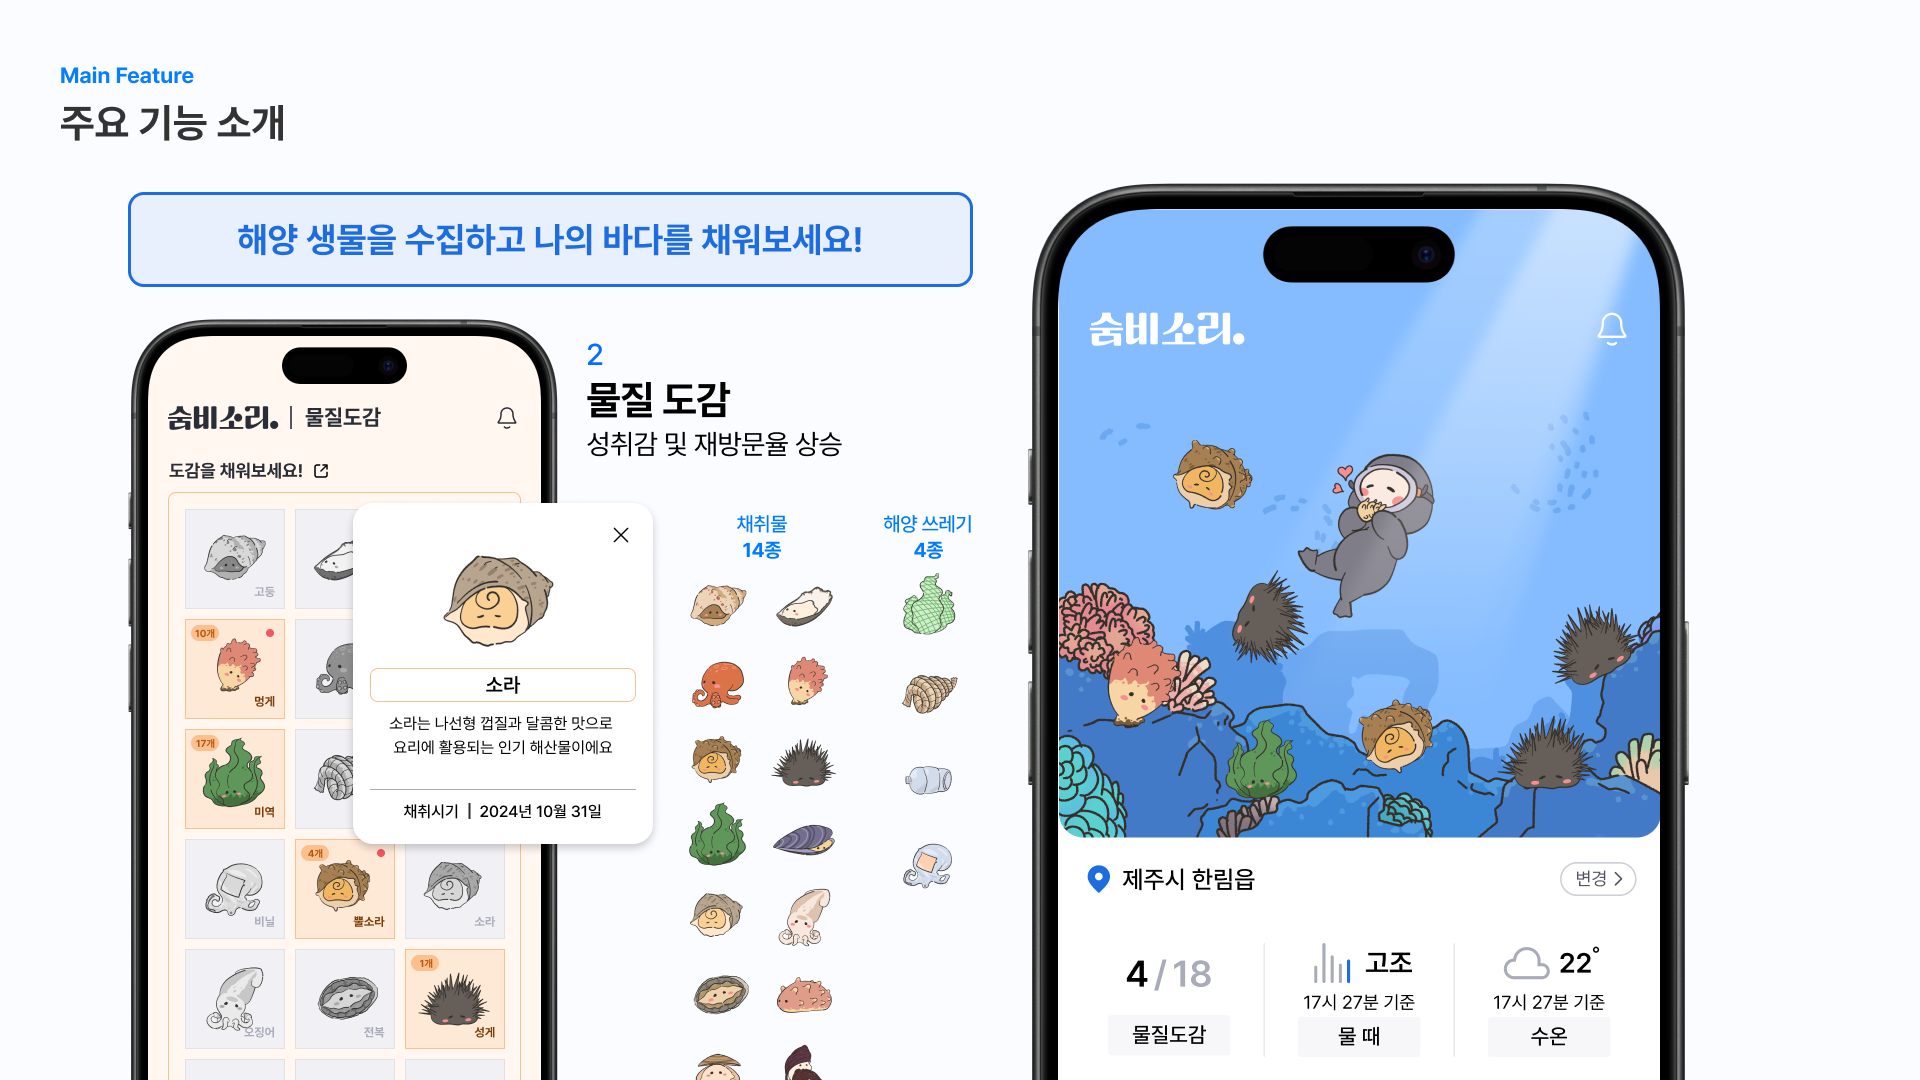 Main Feature
주요 기능 소개
해양 생물을 수집하고 나의 바다를 채워보세요!
숨비소리. | 물질도감
도감을 채워보세요!
고둥
10개
멍게
17개
미역
비닐
4개
뿔소라
소라
오징어
전복
1개
성게
소라
소라는 나선형 껍질과 달콤한 맛으로
요리에 활용되는 인기 해산물이에요
채취시기 | 2024년 10월 31일
2
물질 도감
성취감 및 재방문율 상승
채취물
14종
해양 쓰레기
4종
숨비소리.
제주시 한림읍
변경
4 / 18
물질도감
고조
17시 27분 기준
물 때
22°
17시 27분 기준
수온